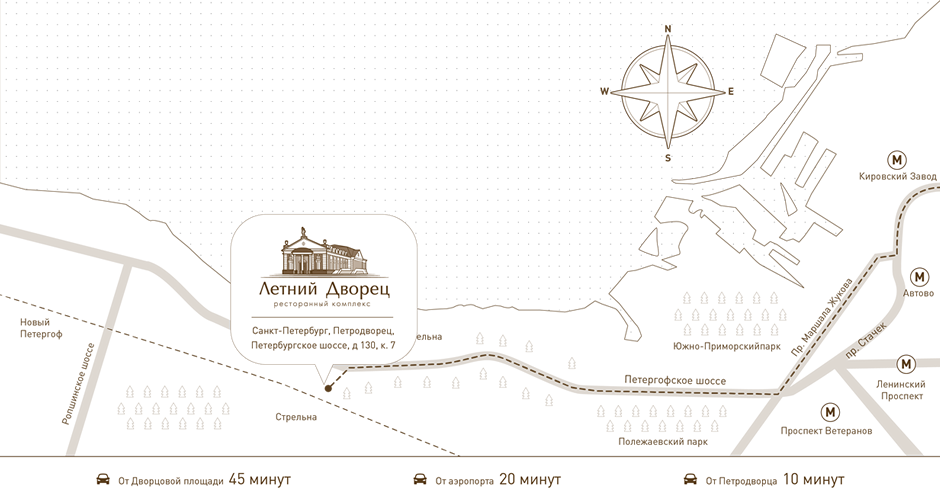 N
W
E
S
М
Кировский Завод
Летний Дворец
ресторанный комплекс
Санкт-Петербург, Петродворец,
Петербургское шоссе, д 130, к. 7
Новый
Петергоф
Ропшинское шоссе
ельна
Стрельна
Пр. Маршала Жукова
М
Автово
пр. Стачек
Южно-Приморскийпарк
Петергофское шоссе
М
Ленинский
Проспект
М
Проспект Ветеранов
Полежаевский парк
От Дворцовой площади 45 минут
От аэропорта 20 минут
От Петродворца 10 минут